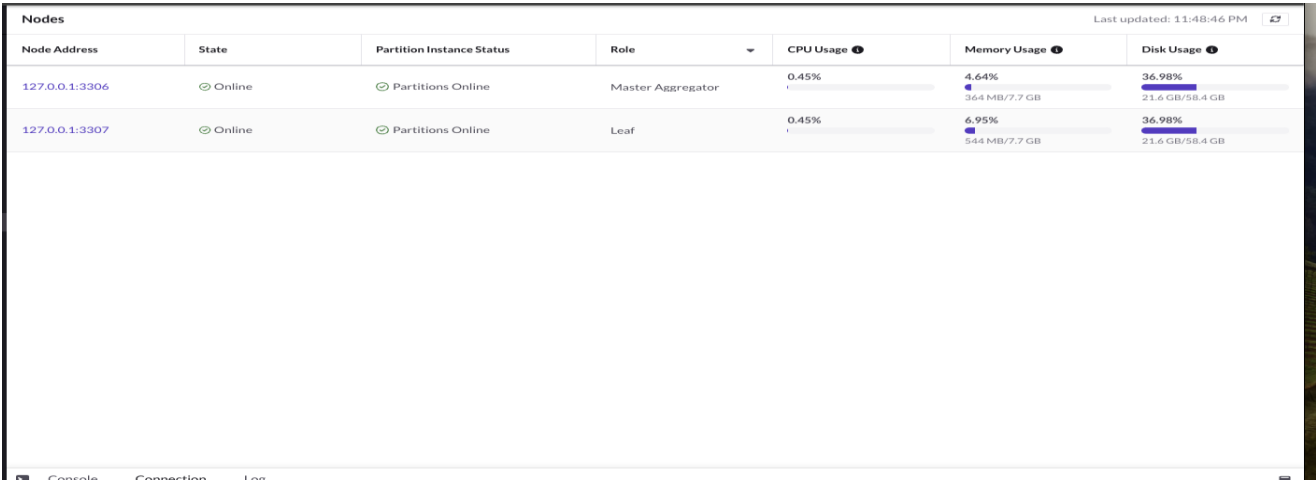 Nodes Last updated: 11:48:46 PM
Node Address State Partition Instance Status Role CPU Usage Memory Usage Disk Usage
127.0.0.1:3306 Online Partitions Online Master Aggregator 0.45% 4.64% 36.98%
364 MB/7.7 GB 21.6 GB/58.4 GB
127.0.0.1:3307 Online Partitions Online Leaf 0.45% 6.95% 36.98%
544 MB/7.7 GB 21.6 GB/58.4 GB
Console Connection Log